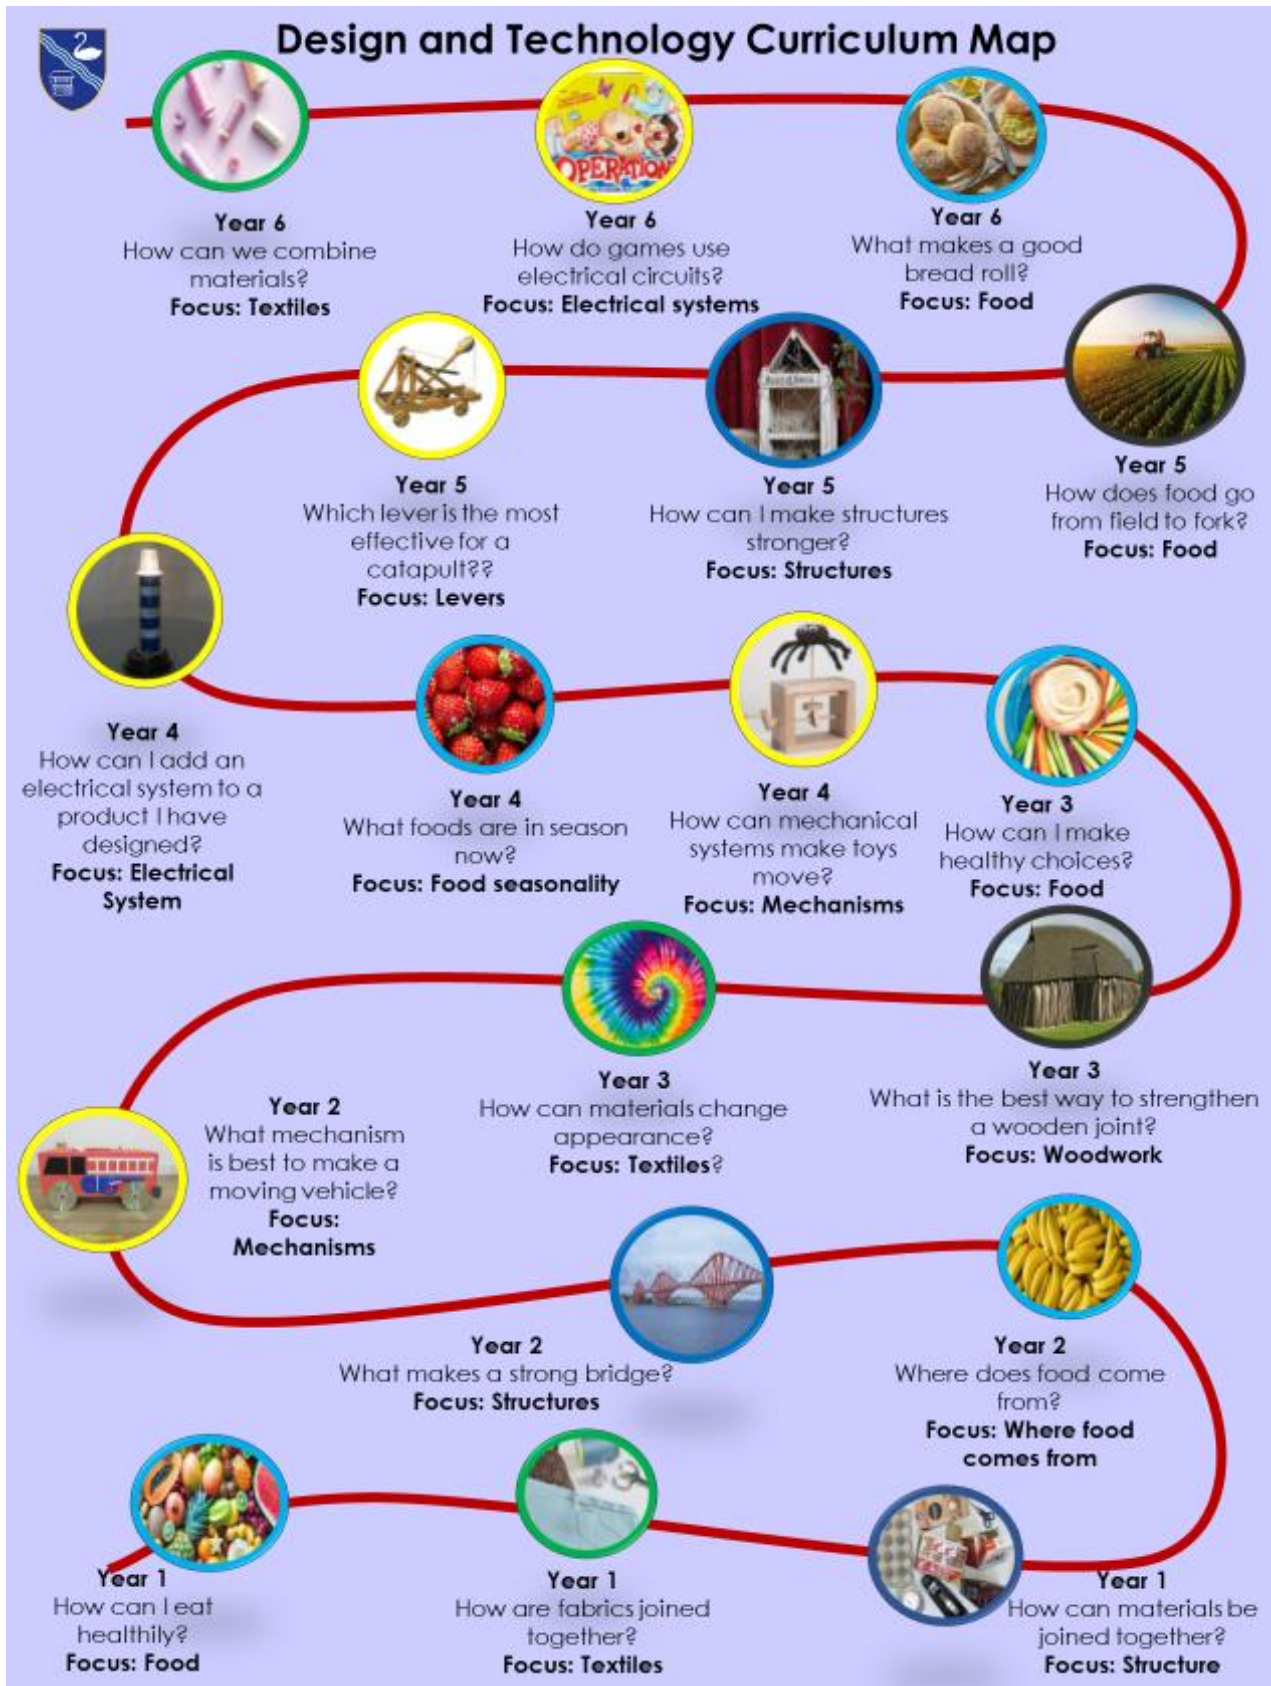 Design and Technology Curriculum Map
OPERATION
Year 6
How can we combine
materials?
Focus: Textiles
Year 6
How do games use
electrical circuits?
Focus: Electrical systems
Year 6
What makes a good
bread roll?
Focus: Food
Year 5
Which lever is the most
effective for a
catapult??
Focus: Levers
Year 5
How can I make structures
stronger?
Focus: Structures
Year 5
How does food go
from field to fork?
Focus: Food
Year 4
How can I add an
electrical system to a
product I have
designed?
Focus: Electrical
System
Year 4
What foods are in season
now?
Focus: Food seasonality
Year 4
How can mechanical
systems make toys
move?
Focus: Mechanisms
Year 3
How can I make
healthy choices?
Focus: Food
Year 2
What mechanism
is best to make a
moving vehicle?
Focus:
Mechanisms
Year 3
How can materials change
appearance?
Focus: Textiles?
Year 3
What is the best way to strengthen
a wooden joint?
Focus: Woodwork
Year 2
What makes a strong bridge?
Focus: Structures
Year 2
Where does food come
from?
Focus: Where food
comes from
Year 1
How can I eat
healthily?
Focus: Food
Year 1
How are fabrics joined
together?
Focus: Textiles
Year 1
How can materials be
joined together?
Focus: Structure